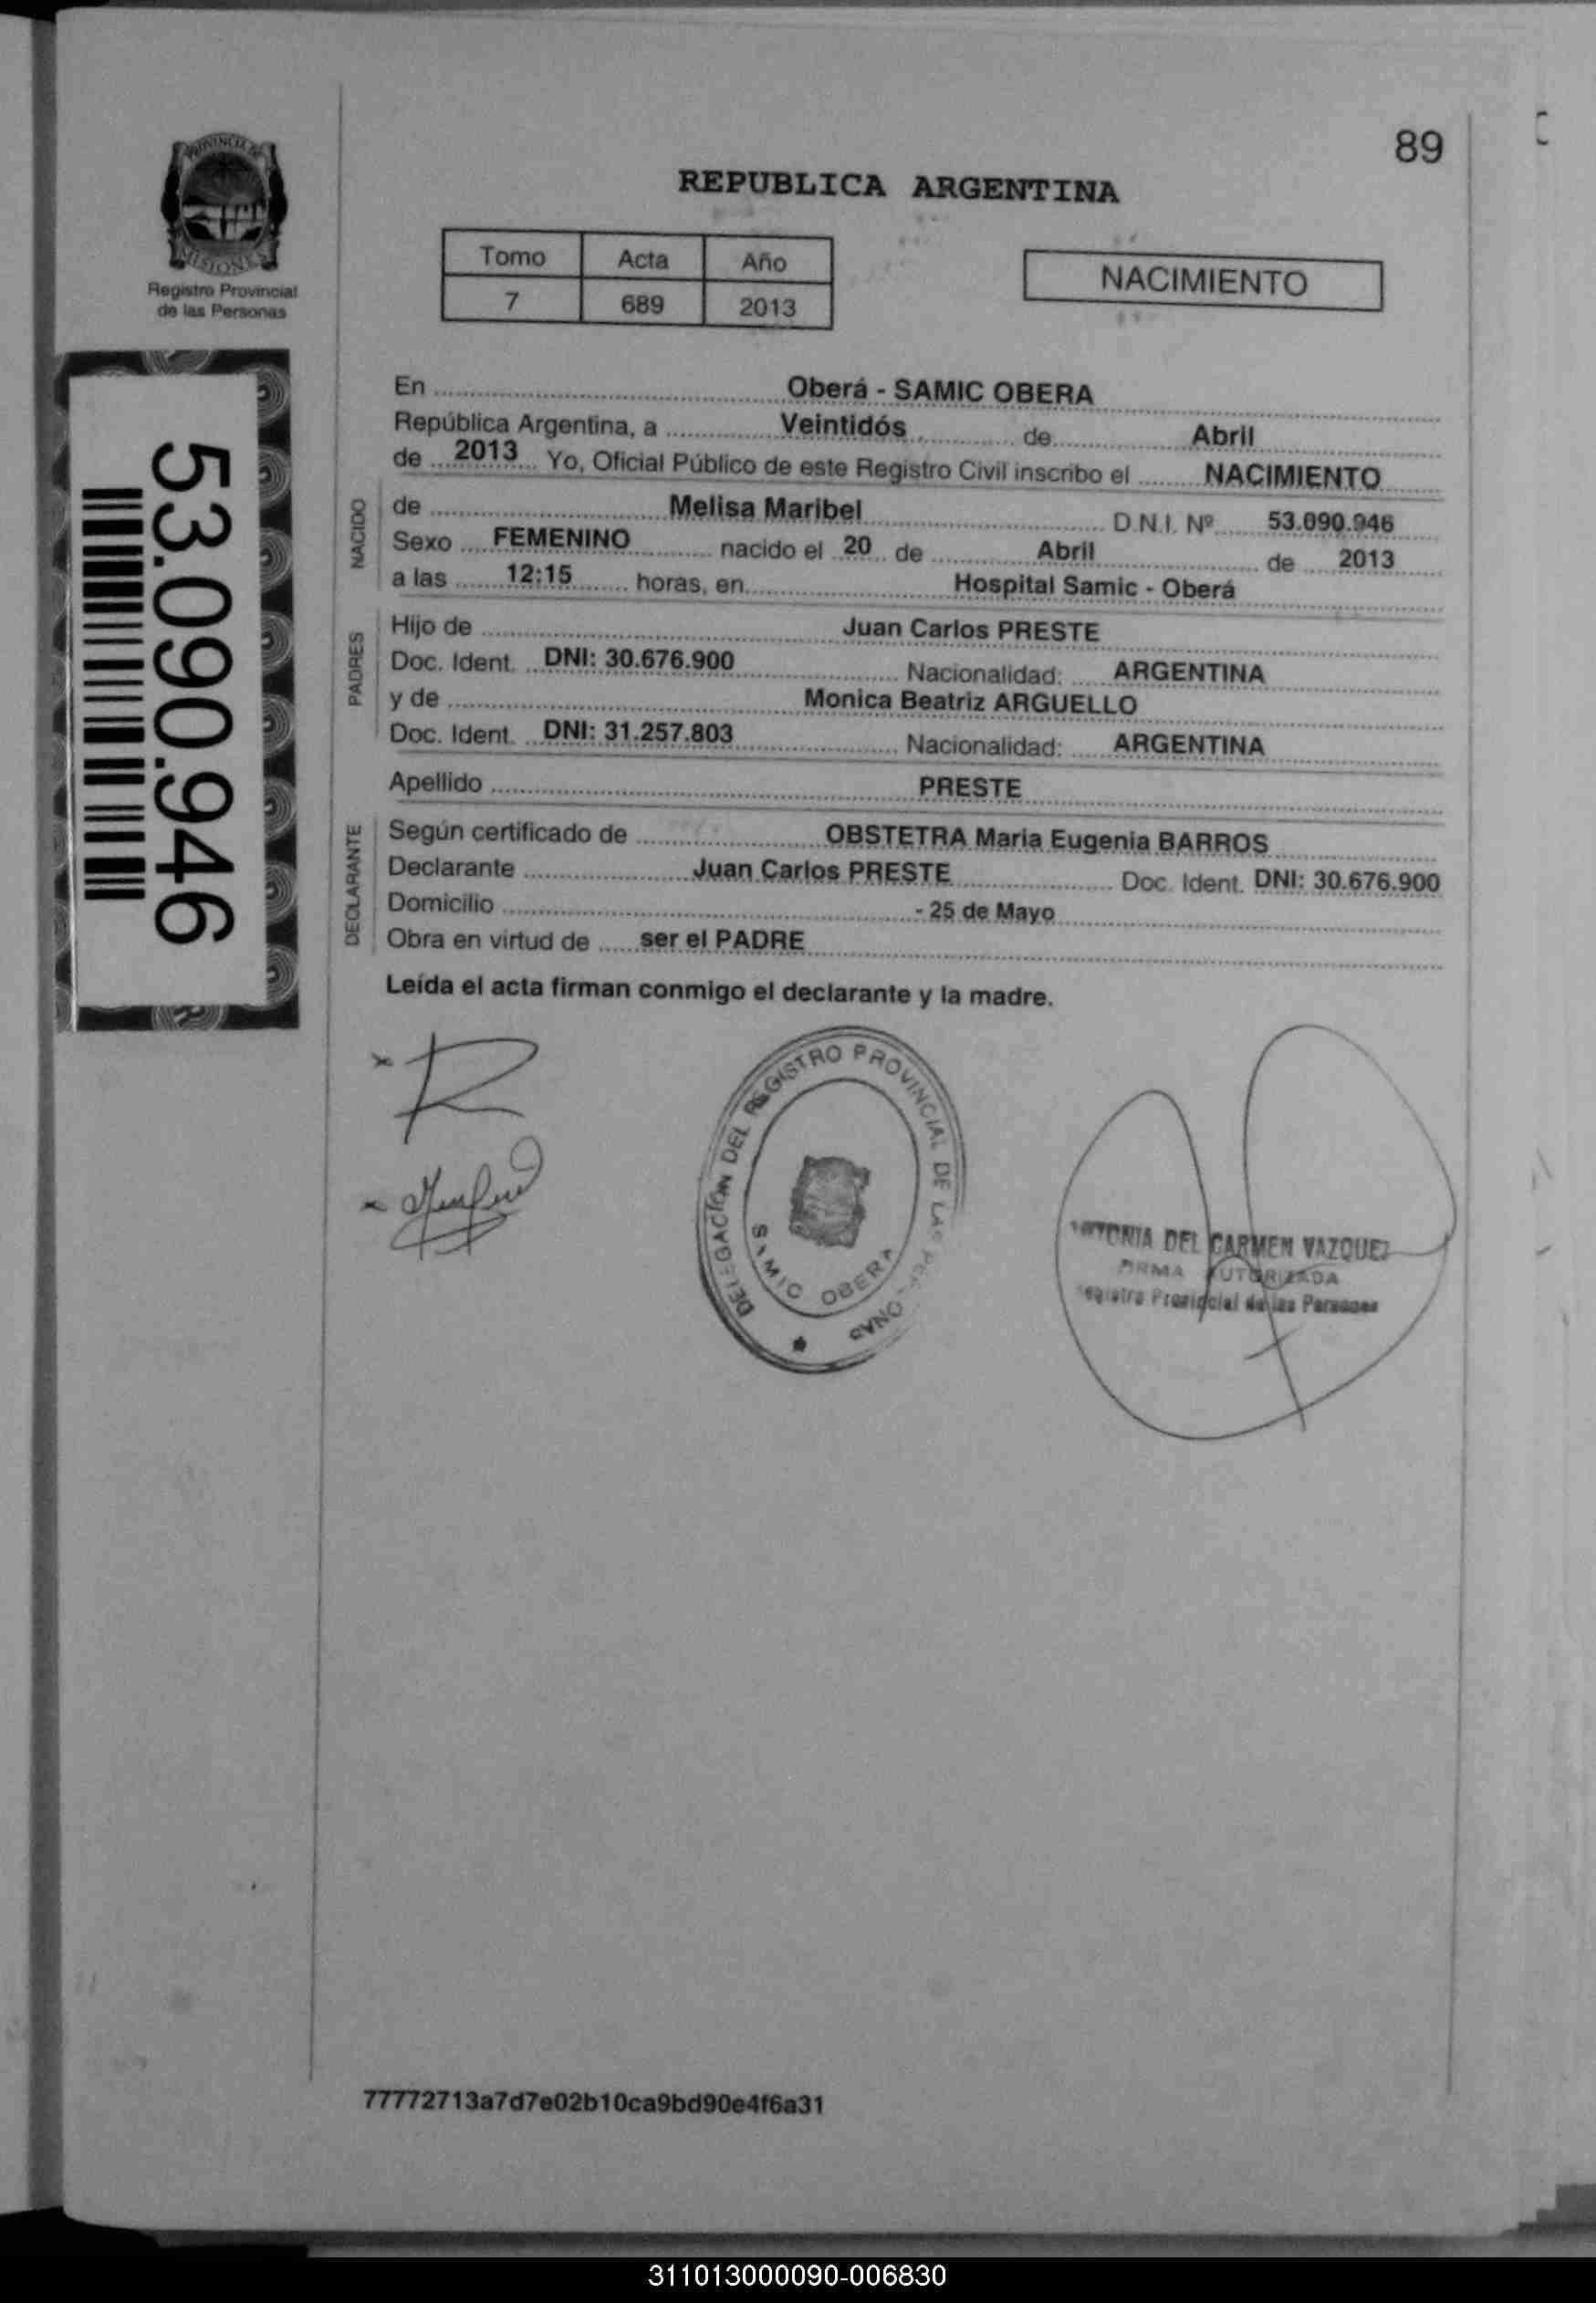 89
PROVINCIA DE
MISIONES
Registro Provincial
de las Personas
REPUBLICA ARGENTINA
Tomo Acta Año
7 689 2013
NACIMIENTO
53.090.946
En Oberá - SAMIC OBERA
República Argentina, a Veintidós de Abril
de 2013 Yo, Oficial Público de este Registro Civil inscribo el NACIMIENTO
NACIDO
de Melisa Maribel D.N.I. Nº 53.090.946
Sexo FEMENINO nacido el 20 de Abril de 2013
a las 12:15 horas, en Hospital Samic - Oberá
PADRES
Hijo de Juan Carlos PRESTE
Doc. Ident. DNI: 30.676.900 Nacionalidad: ARGENTINA
y de Monica Beatriz ARGUELLO
Doc. Ident. DNI: 31.257.803 Nacionalidad: ARGENTINA
Apellido PRESTE
DECLARANTE
Según certificado de OBSTETRA Maria Eugenia BARROS
Declarante Juan Carlos PRESTE Doc. Ident. DNI: 30.676.900
Domicilio - 25 de Mayo
Obra en virtud de ser el PADRE
Leída el acta firman conmigo el declarante y la madre.
DELEGACION DEL REGISTRO PROVINCIAL DE LAS PERSONAS
SAMIC OBERA
DEL CARMEN VAZQUEZ
FIRMA AUTORIZADA
Registro Provincial de las Personas
77772713a7d7e02b10ca9bd90e4f6a31
311013000090-006830